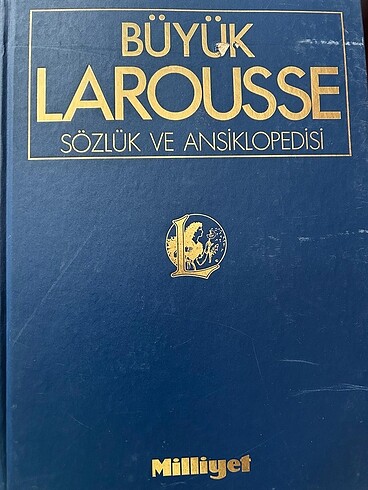 BÜYÜK
LAROUSSE
SÖZLÜK VE ANSİKLOPEDİSİ
L
Milliyet